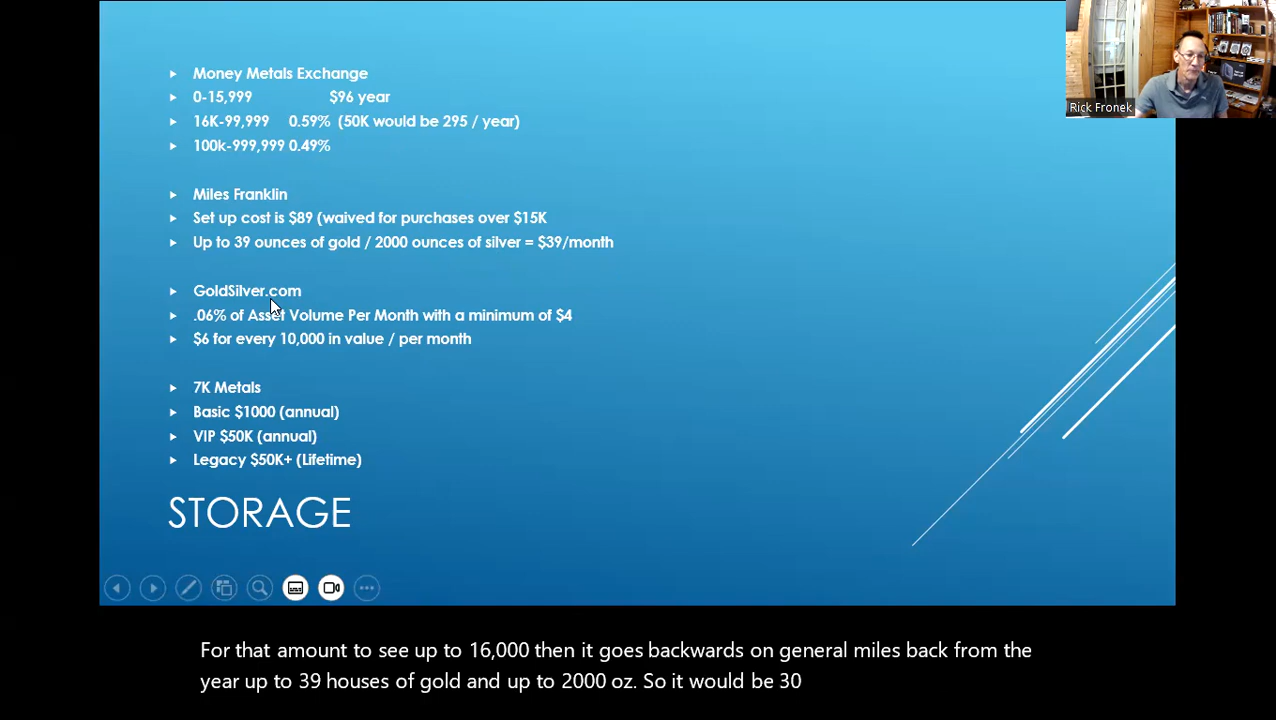 Money Metals Exchange
0-15,999 $96 year
16K-99,999 0.59% (50K would be 295 / year)
100k-999,999 0.49%
Miles Franklin
Set up cost is $89 (waived for purchases over $15K
Up to 39 ounces of gold / 2000 ounces of silver = $39/month
GoldSilver.com
.06% of Asset Volume Per Month with a minimum of $4
$6 for every 10,000 in value / per month
7K Metals
Basic $1000 (annual)
VIP $50K (annual)
Legacy $50K+ (Lifetime)
STORAGE
Rick Fronek
For that amount to see up to 16,000 then it goes backwards on general miles back from the
year up to 39 houses of gold and up to 2000 oz. So it would be 30